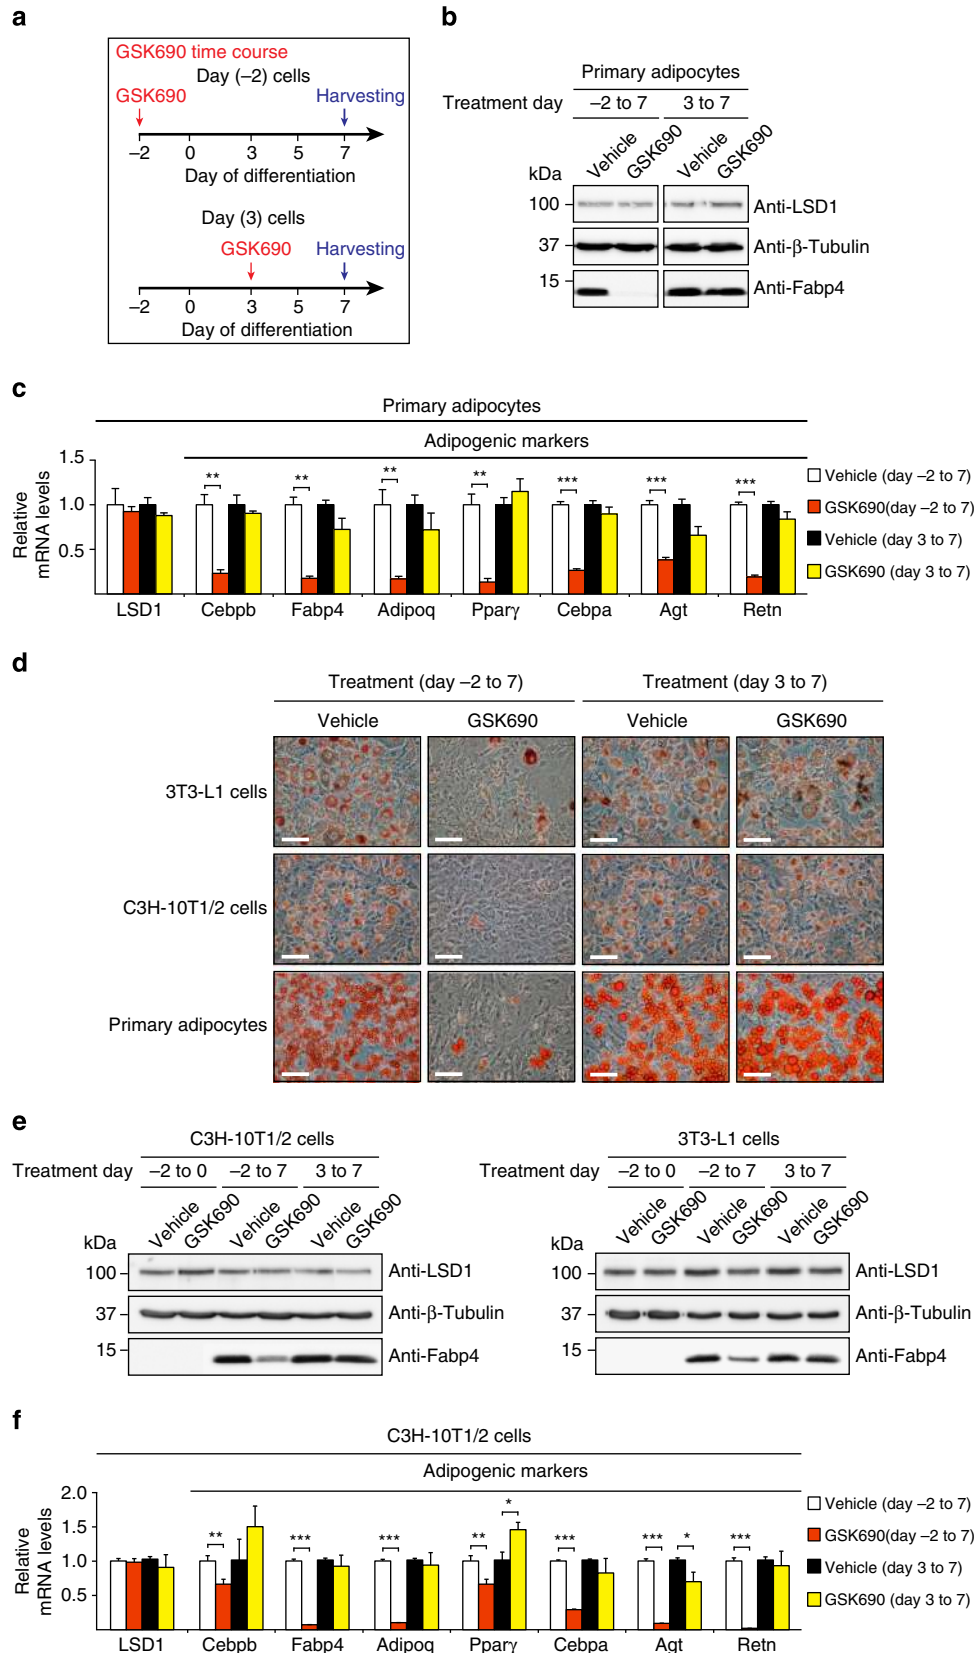 a
GSK690 time course
Day (–2) cells
GSK690 Harvesting
–2 0 3 5 7
Day of differentiation
Day (3) cells
GSK690 Harvesting
–2 0 3 5 7
Day of differentiation
b
Primary adipocytes
Treatment day –2 to 7 3 to 7
Vehicle GSK690 Vehicle GSK690
kDa
100 Anti-LSD1
37 Anti-β-Tubulin
15 Anti-Fabp4
c
Primary adipocytes
Adipogenic markers
Relative mRNA levels
1.5
1.0
0.5
** ** ** ** *** *** ***
LSD1 Cebpb Fabp4 Adipoq Pparγ Cebpa Agt Retn
Vehicle (day –2 to 7)
GSK690(day –2 to 7)
Vehicle (day 3 to 7)
GSK690 (day 3 to 7)
d
Treatment (day –2 to 7) Treatment (day 3 to 7)
Vehicle GSK690 Vehicle GSK690
3T3-L1 cells
C3H-10T1/2 cells
Primary adipocytes
e
C3H-10T1/2 cells
Treatment day –2 to 0 –2 to 7 3 to 7
Vehicle GSK690 Vehicle GSK690 Vehicle GSK690
kDa
100 Anti-LSD1
37 Anti-β-Tubulin
15 Anti-Fabp4
3T3-L1 cells
Treatment day –2 to 0 –2 to 7 3 to 7
Vehicle GSK690 Vehicle GSK690 Vehicle GSK690
kDa
100 Anti-LSD1
37 Anti-β-Tubulin
15 Anti-Fabp4
f
C3H-10T1/2 cells
Adipogenic markers
Relative mRNA levels
2.0
1.5
1.0
0.5
** *** *** ** * *** *** * ***
LSD1 Cebpb Fabp4 Adipoq Pparγ Cebpa Agt Retn
Vehicle (day –2 to 7)
GSK690(day –2 to 7)
Vehicle (day 3 to 7)
GSK690 (day 3 to 7)